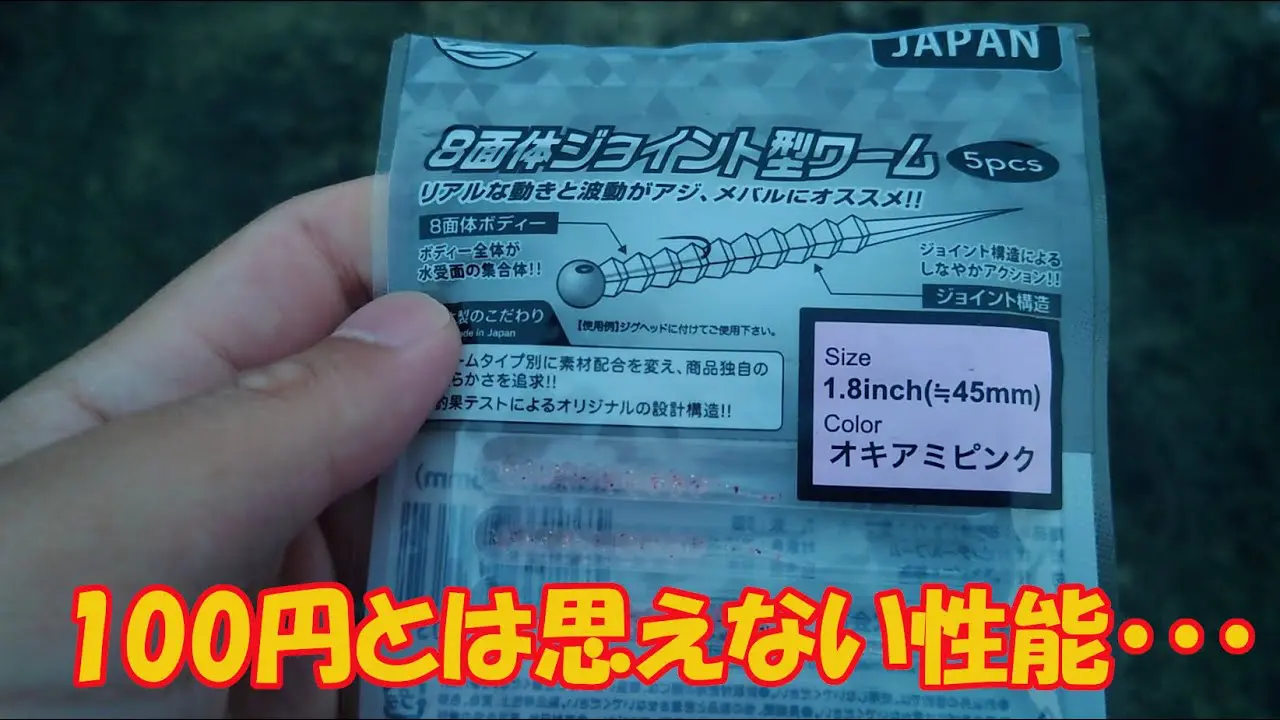 JAPAN
8面体ジョイント型ワーム 5pcs
リアルな動きと波動がアジ、メバルにオススメ!!
8面体ボディー
ボディー全体が
水受面の集合体!!
ジョイント構造による
しなやかアクション!!
ジョイント構造
製のこだわり
in Japan
【使用例】ジグヘッドに付けてご使用下さい。
ームタイプ別に素材配合を変え、商品独自の
らかさを追求!!
釣果テストによるオリジナルの設計構造!!
Size
1.8inch(≒45mm)
Color
オキアミピンク
100円とは思えない性能・・・